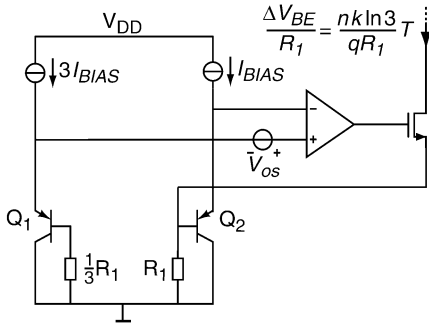 V_DD
ΔV_BE/R_1 = nk ln3/qR_1 T
3I_BIAS
I_BIAS
−
+
- +
V_os
Q_1
Q_2
1/3 R_1
R_1